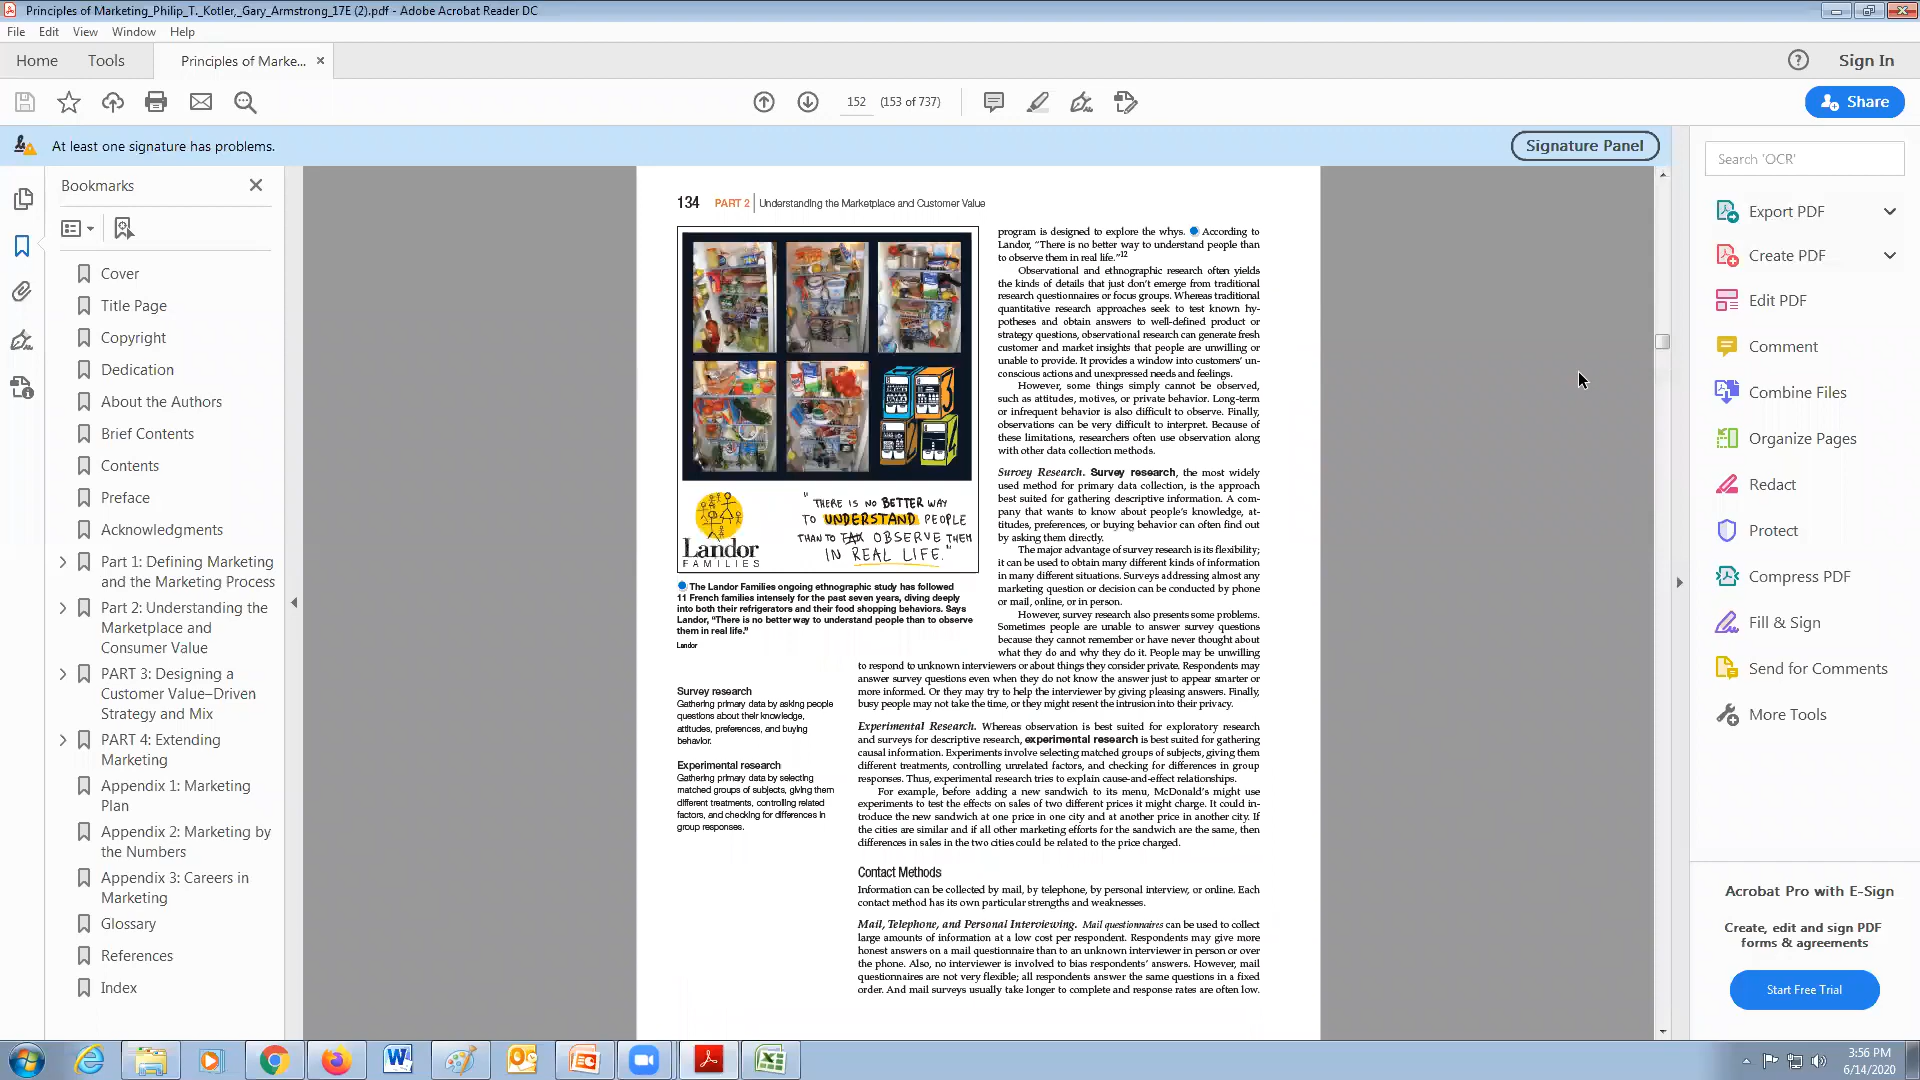 Principles of Marketing_Philip_T._Kotler,_Gary_Armstrong_17E (2).pdf - Adobe Acrobat Reader DC
File Edit View Window Help
Home Tools Principles of Marke... × Sign In
152 (153 of 737) Share
At least one signature has problems. Signature Panel
Bookmarks
Cover
Title Page
Copyright
Dedication
About the Authors
Brief Contents
Contents
Preface
Acknowledgments
Part 1: Defining Marketing
and the Marketing Process
Part 2: Understanding the
Marketplace and
Consumer Value
PART 3: Designing a
Customer Value–Driven
Strategy and Mix
PART 4: Extending
Marketing
Appendix 1: Marketing
Plan
Appendix 2: Marketing by
the Numbers
Appendix 3: Careers in
Marketing
Glossary
References
Index
134 PART 2 Understanding the Marketplace and Customer Value
"THERE IS NO BETTER WAY
TO UNDERSTAND PEOPLE
THAN TO OBSERVE THEM
IN REAL LIFE."
Landor
FAMILIES
The Landor Families ongoing ethnographic study has followed
11 French families intensely for the past seven years, diving deeply
into both their refrigerators and their food shopping behaviors. Says
Landor, “There is no better way to understand people than to observe
them in real life.”
Landor
program is designed to explore the whys. According to
Landor, “There is no better way to understand people than
to observe them in real life.”12
Observational and ethnographic research often yields
the kinds of details that just don’t emerge from traditional
research questionnaires or focus groups. Whereas traditional
quantitative research approaches seek to test known hy-
potheses and obtain answers to well-defined product or
strategy questions, observational research can generate fresh
customer and market insights that people are unwilling or
unable to provide. It provides a window into customers’ un-
conscious actions and unexpressed needs and feelings.
However, some things simply cannot be observed,
such as attitudes, motives, or private behavior. Long-term
or infrequent behavior is also difficult to observe. Finally,
observations can be very difficult to interpret. Because of
these limitations, researchers often use observation along
with other data collection methods.
Survey Research. Survey research, the most widely
used method for primary data collection, is the approach
best suited for gathering descriptive information. A com-
pany that wants to know about people’s knowledge, at-
titudes, preferences, or buying behavior can often find out
by asking them directly.
The major advantage of survey research is its flexibility;
it can be used to obtain many different kinds of information
in many different situations. Surveys addressing almost any
marketing question or decision can be conducted by phone
or mail, online, or in person.
However, survey research also presents some problems.
Sometimes people are unable to answer survey questions
because they cannot remember or have never thought about
what they do and why they do it. People may be unwilling
to respond to unknown interviewers or about things they consider private. Respondents may
answer survey questions even when they do not know the answer just to appear smarter or
more informed. Or they may try to help the interviewer by giving pleasing answers. Finally,
busy people may not take the time, or they might resent the intrusion into their privacy.
Survey research
Gathering primary data by asking people
questions about their knowledge,
attitudes, preferences, and buying
behavior.
Experimental research
Gathering primary data by selecting
matched groups of subjects, giving them
different treatments, controlling related
factors, and checking for differences in
group responses.
Experimental Research. Whereas observation is best suited for exploratory research
and surveys for descriptive research, experimental research is best suited for gathering
causal information. Experiments involve selecting matched groups of subjects, giving them
different treatments, controlling unrelated factors, and checking for differences in group
responses. Thus, experimental research tries to explain cause-and-effect relationships.
For example, before adding a new sandwich to its menu, McDonald’s might use
experiments to test the effects on sales of two different prices it might charge. It could in-
troduce the new sandwich at one price in one city and at another price in another city. If
the cities are similar and if all other marketing efforts for the sandwich are the same, then
differences in sales in the two cities could be related to the price charged.
Contact Methods
Information can be collected by mail, by telephone, by personal interview, or online. Each
contact method has its own particular strengths and weaknesses.
Mail, Telephone, and Personal Interviewing. Mail questionnaires can be used to collect
large amounts of information at a low cost per respondent. Respondents may give more
honest answers on a mail questionnaire than to an unknown interviewer in person or over
the phone. Also, no interviewer is involved to bias respondents’ answers. However, mail
questionnaires are not very flexible; all respondents answer the same questions in a fixed
order. And mail surveys usually take longer to complete and response rates are often low.
Search 'OCR'
Export PDF
Create PDF
Edit PDF
Comment
Combine Files
Organize Pages
Redact
Protect
Compress PDF
Fill & Sign
Send for Comments
More Tools
Acrobat Pro with E-Sign
Create, edit and sign PDF
forms & agreements
Start Free Trial
3:56 PM
6/14/2020